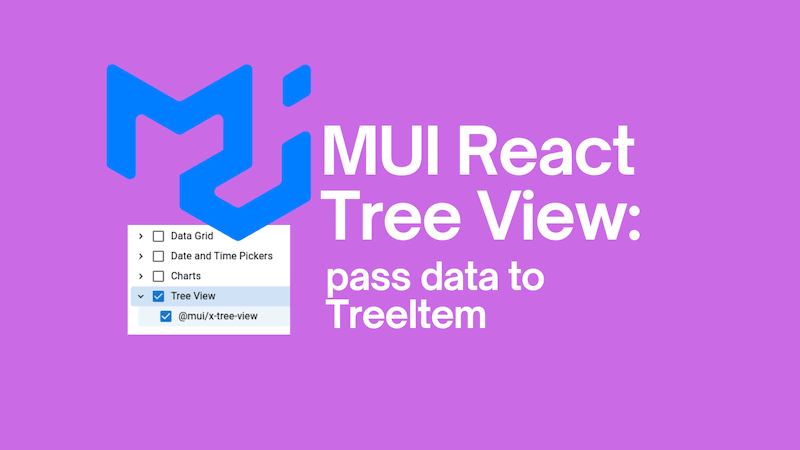 MUI React
Tree View:
pass data to
TreeItem
Data Grid
Date and Time Pickers
Charts
Tree View
@mui/x-tree-view